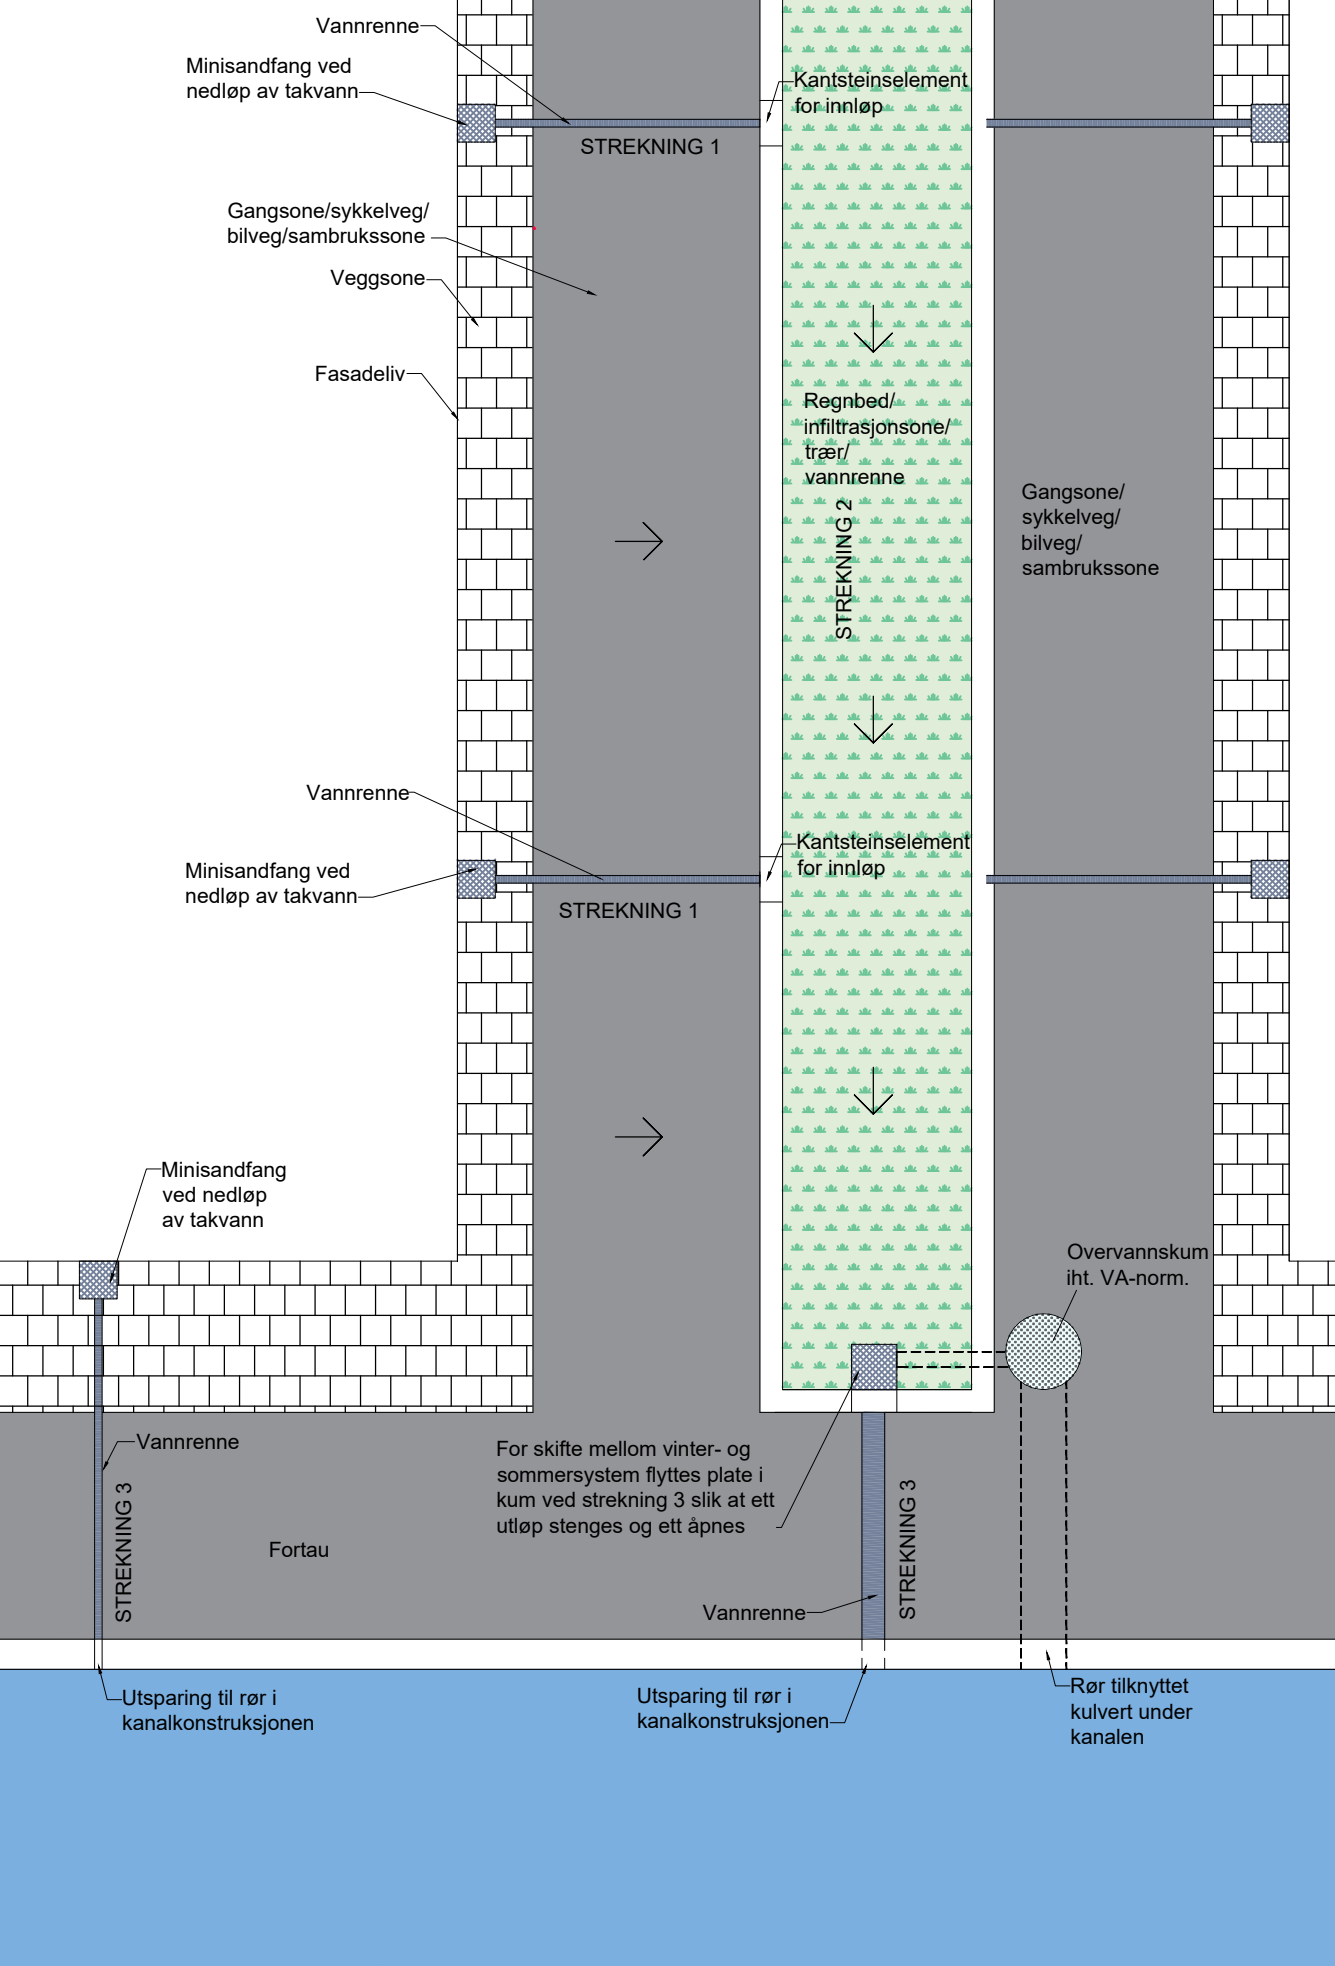 Vannrenne
Minisandfang ved
nedløp av takvann
Kantsteinselement
for innløp
STREKNING 1
Gangsone/sykkelveg/
bilveg/sambrukssone
Veggsone
Fasadeliv
Regnbed/
infiltrasjonsone/
trær/
vannrenne
STREKNING 2
Gangsone/
sykkelveg/
bilveg/
sambrukssone
Vannrenne
Minisandfang ved
nedløp av takvann
Kantsteinselement
for innløp
STREKNING 1
Minisandfang
ved nedløp
av takvann
Overvannskum
iht. VA-norm.
Vannrenne
STREKNING 3
Fortau
For skifte mellom vinter- og
sommersystem flyttes plate i
kum ved strekning 3 slik at ett
utløp stenges og ett åpnes
STREKNING 3
Vannrenne
Utsparing til rør i
kanalkonstruksjonen
Utsparing til rør i
kanalkonstruksjonen
Rør tilknyttet
kulvert under
kanalen